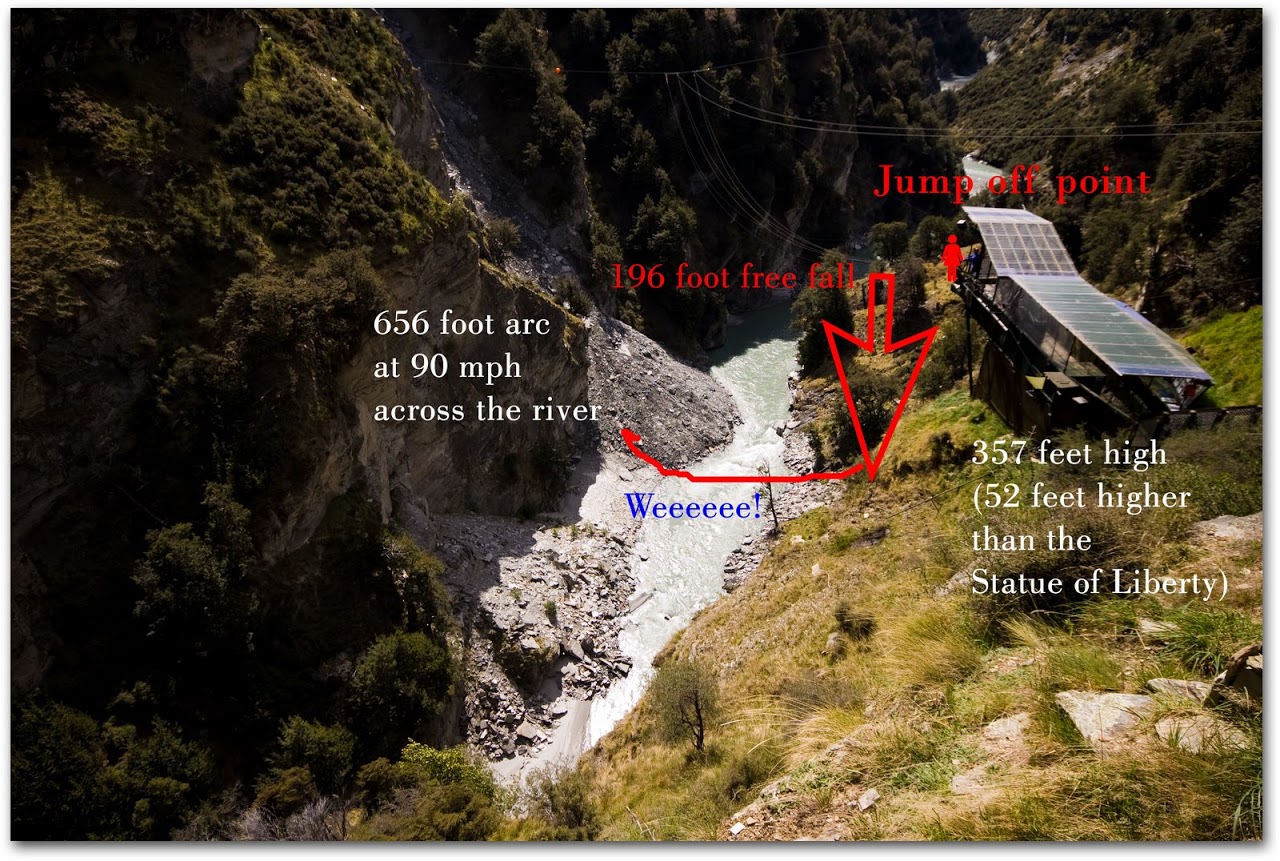 Jump off point
196 foot free fall
656 foot arc
at 90 mph
across the river
Weeeeee!
357 feet high
(52 feet higher
than the
Statue of Liberty)